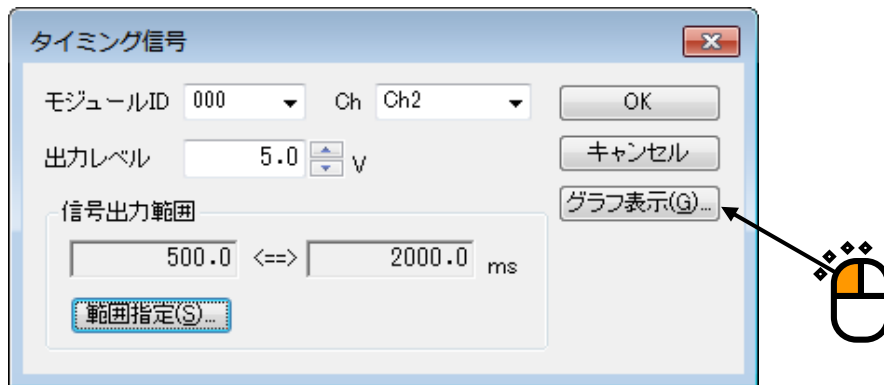 タイミング信号
モジュールID 000 Ch Ch2 OK
出力レベル 5.0 V キャンセル
グラフ表示(G)...
信号出力範囲
500.0 <==> 2000.0 ms
範囲指定(S)...